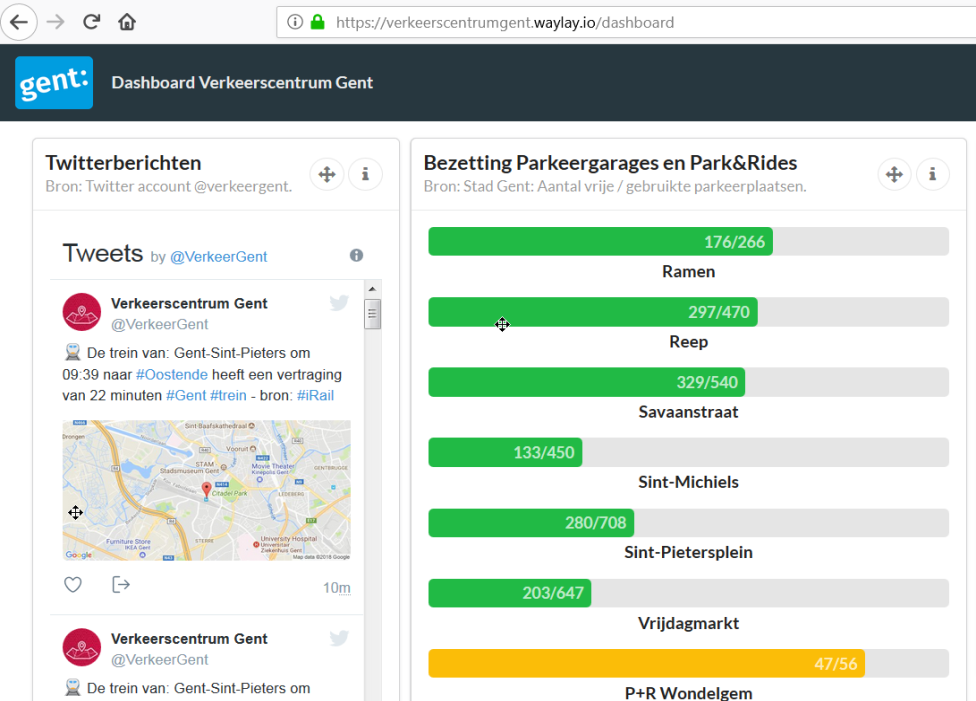 https://verkeerscentrumgent.waylay.io/dashboard
gent:
Dashboard Verkeerscentrum Gent
Twitterberichten
Bron: Twitter account @verkeergent.
Tweets by @VerkeerGent
Verkeerscentrum Gent
@VerkeerGent
De trein van: Gent-Sint-Pieters om
09:39 naar #Oostende heeft een vertraging
van 22 minuten #Gent #trein - bron: #iRail
Drongen
Sint-Baafskathedraal
Vooruit
STAM
Stadsmuseum Gent
Movie Theater
Kinepolis Gent
GENTBRUGGE
Citadel Park
LEDEBERG
STERRE
Furniture Store
IKEA Gent
University Hospital
Universitair
Ziekenhuis Gent
Google
Map data ©2018 Google
10m
Verkeerscentrum Gent
@VerkeerGent
De trein van: Gent-Sint-Pieters om
Bezetting Parkeergarages en Park&Rides
Bron: Stad Gent: Aantal vrije / gebruikte parkeerplaatsen.
176/266
Ramen
297/470
Reep
329/540
Savaanstraat
133/450
Sint-Michiels
280/708
Sint-Pietersplein
203/647
Vrijdagmarkt
47/56
P+R Wondelgem